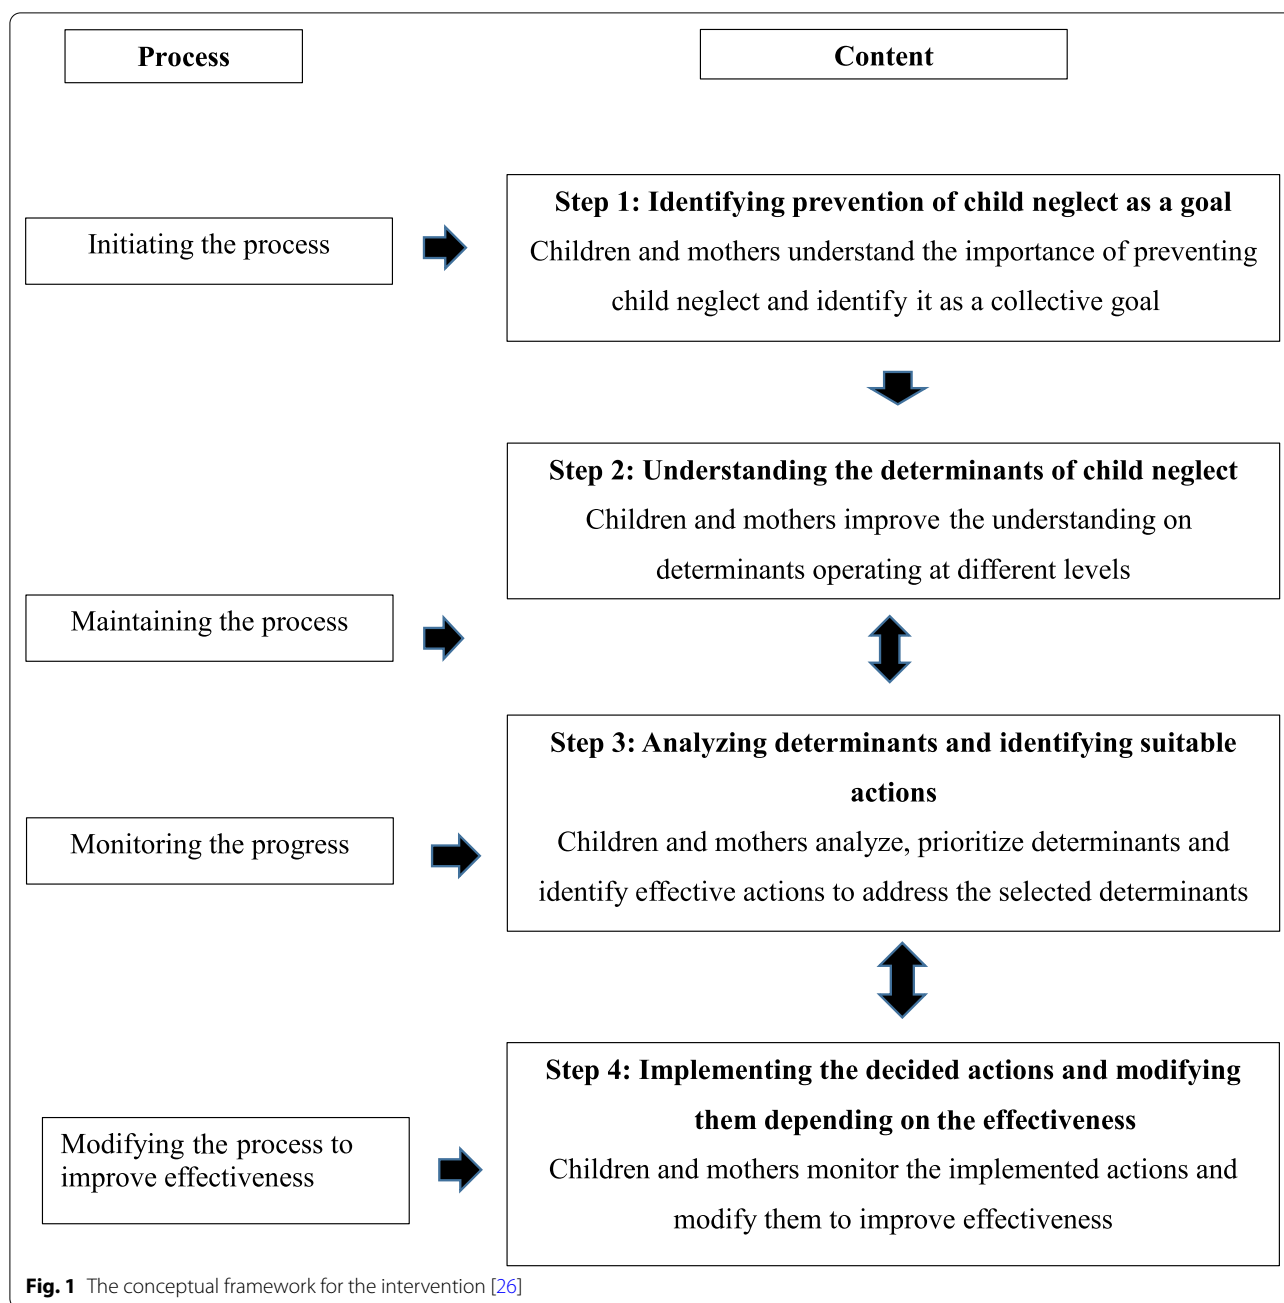 Process
Content
Step 1: Identifying prevention of child neglect as a goal
Children and mothers understand the importance of preventing
child neglect and identify it as a collective goal
Initiating the process
Step 2: Understanding the determinants of child neglect
Children and mothers improve the understanding on
determinants operating at different levels
Maintaining the process
Step 3: Analyzing determinants and identifying suitable
actions
Children and mothers analyze, prioritize determinants and
identify effective actions to address the selected determinants
Monitoring the progress
Step 4: Implementing the decided actions and modifying
them depending on the effectiveness
Children and mothers monitor the implemented actions and
modify them to improve effectiveness
Modifying the process to
improve effectiveness
Fig. 1 The conceptual framework for the intervention [26]